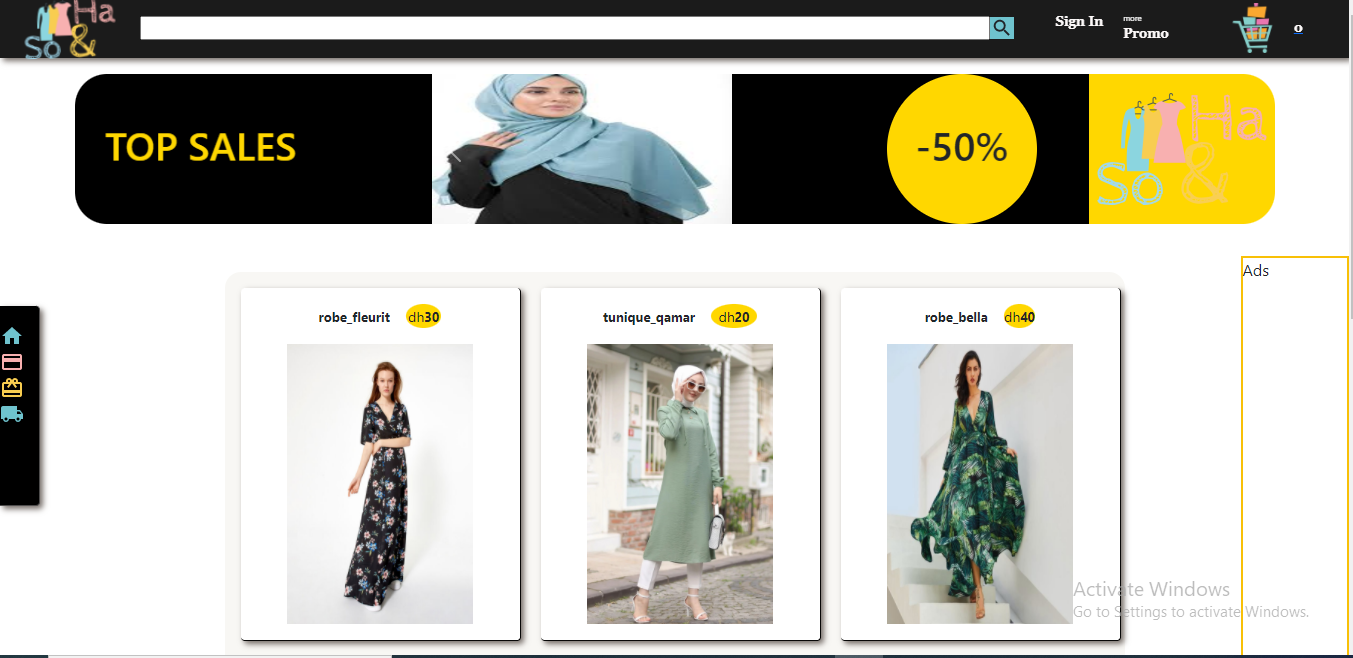 Ha
So &
Sign In
more
Promo
0
TOP SALES
-50%
Ha
So &
Ads
robe_fleurit dh30
tunique_qamar dh20
robe_bella dh40
Activate Windows
Go to Settings to activate Windows.